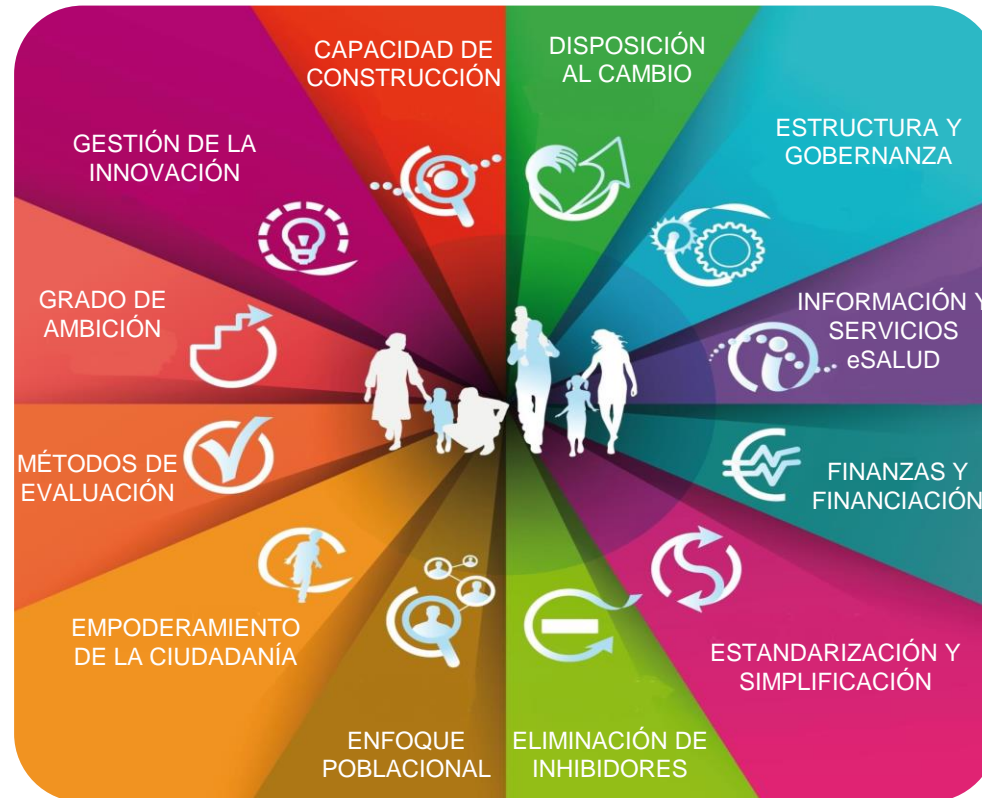 CAPACIDAD DE
CONSTRUCCIÓN
DISPOSICIÓN
AL CAMBIO
ESTRUCTURA Y
GOBERNANZA
INFORMACIÓN Y
SERVICIOS
eSALUD
FINANZAS Y
FINANCIACIÓN
ESTANDARIZACIÓN Y
SIMPLIFICACIÓN
ELIMINACIÓN DE
INHIBIDORES
ENFOQUE
POBLACIONAL
EMPODERAMIENTO
DE LA CIUDADANÍA
MÉTODOS DE
EVALUACIÓN
GRADO DE
AMBICIÓN
GESTIÓN DE LA
INNOVACIÓN